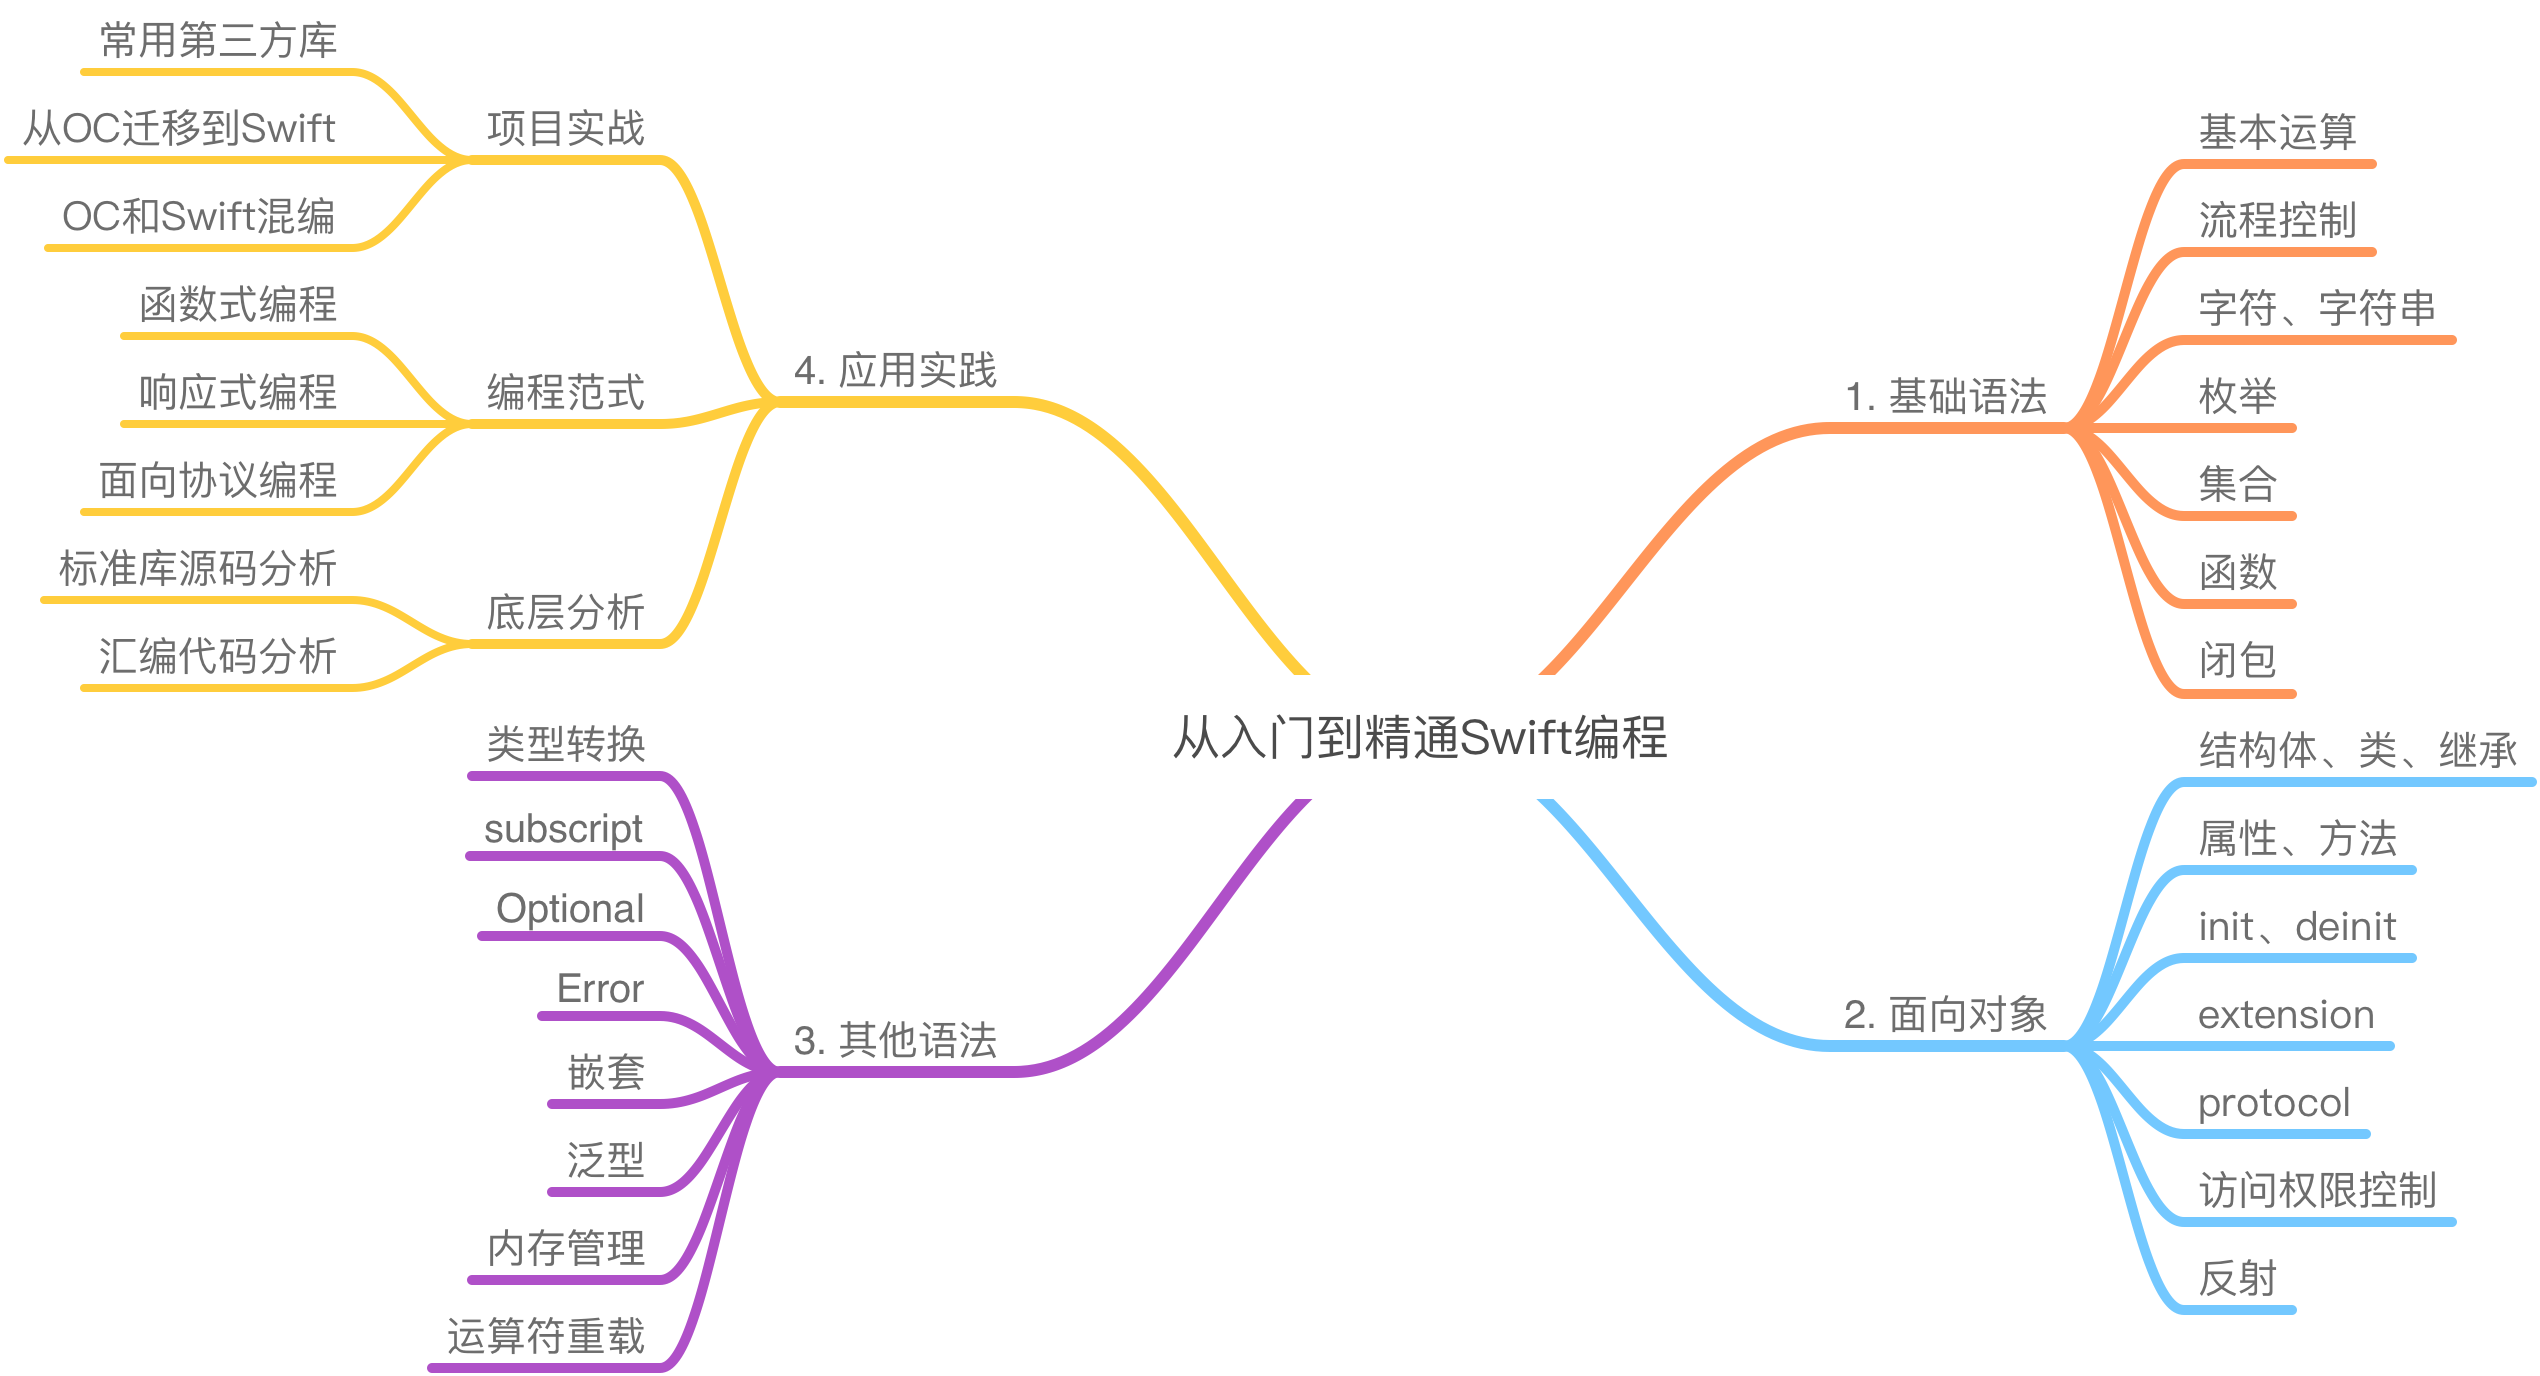 从入门到精通Swift编程
1. 基础语法
基本运算
流程控制
字符、字符串
枚举
集合
函数
闭包
2. 面向对象
结构体、类、继承
属性、方法
init、deinit
extension
protocol
访问权限控制
反射
3. 其他语法
类型转换
subscript
Optional
Error
嵌套
泛型
内存管理
运算符重载
4. 应用实践
项目实战
常用第三方库
从OC迁移到Swift
OC和Swift混编
编程范式
函数式编程
响应式编程
面向协议编程
底层分析
标准库源码分析
汇编代码分析